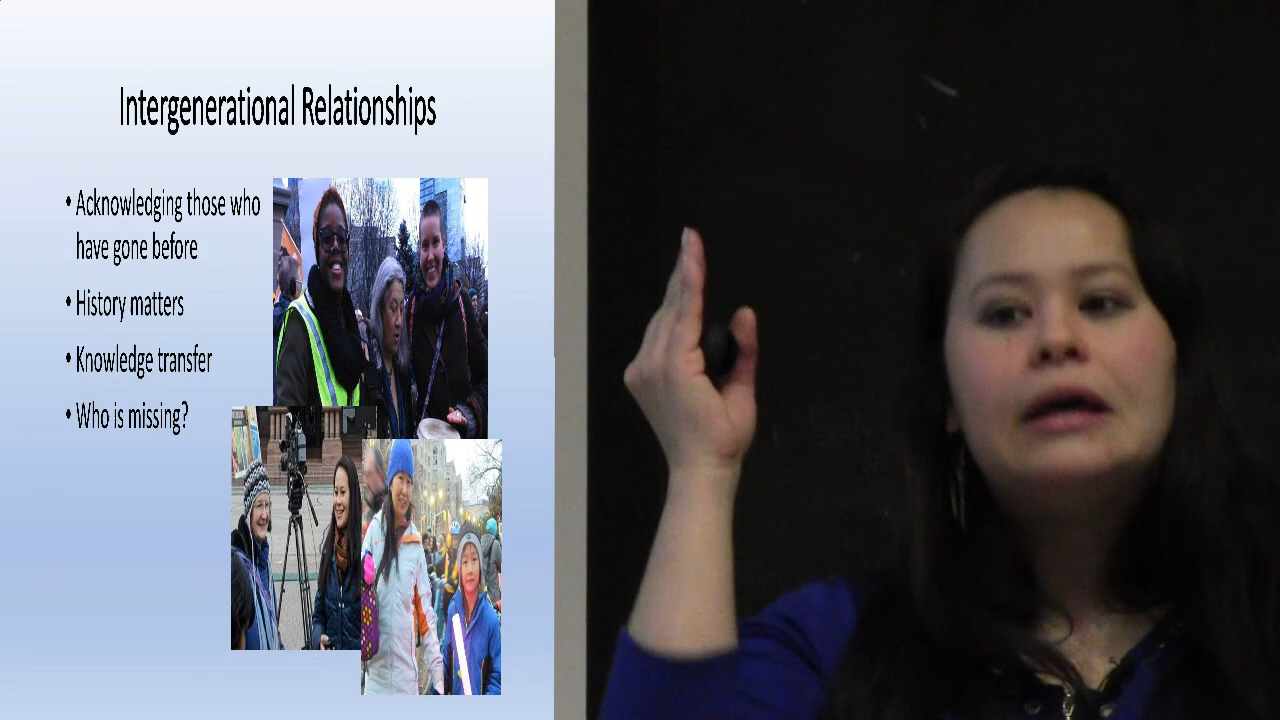 Intergenerational Relationships
• Acknowledging those who
have gone before
• History matters
• Knowledge transfer
• Who is missing?